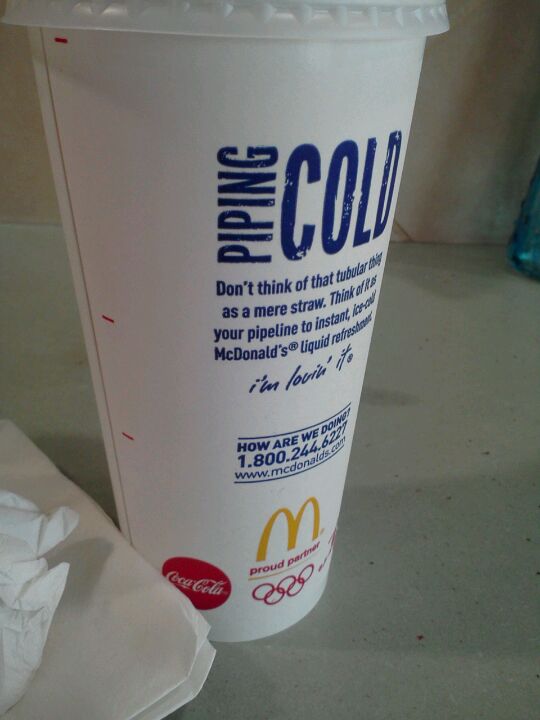 PIPING
COLD
Don't think of that tubular thing
as a mere straw. Think of it as
your pipeline to instant, ice-cold
McDonald's® liquid refreshment.
i'm lovin' it®
HOW ARE WE DOING?
1.800.244.6227
www.mcdonalds.com
M
proud partner
Coca-Cola